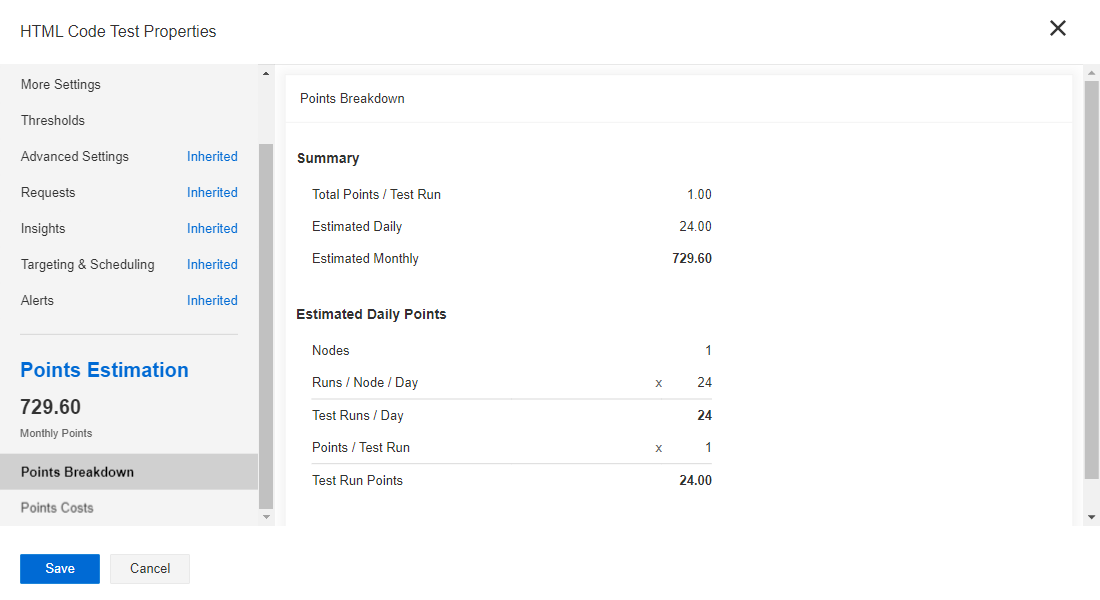 HTML Code Test Properties
More Settings
Thresholds
Advanced Settings Inherited
Requests Inherited
Insights Inherited
Targeting & Scheduling Inherited
Alerts Inherited
Points Estimation
729.60
Monthly Points
Points Breakdown
Points Costs
Points Breakdown
Summary
Total Points / Test Run 1.00
Estimated Daily 24.00
Estimated Monthly 729.60
Estimated Daily Points
Nodes 1
Runs / Node / Day x 24
Test Runs / Day 24
Points / Test Run x 1
Test Run Points 24.00
Save Cancel